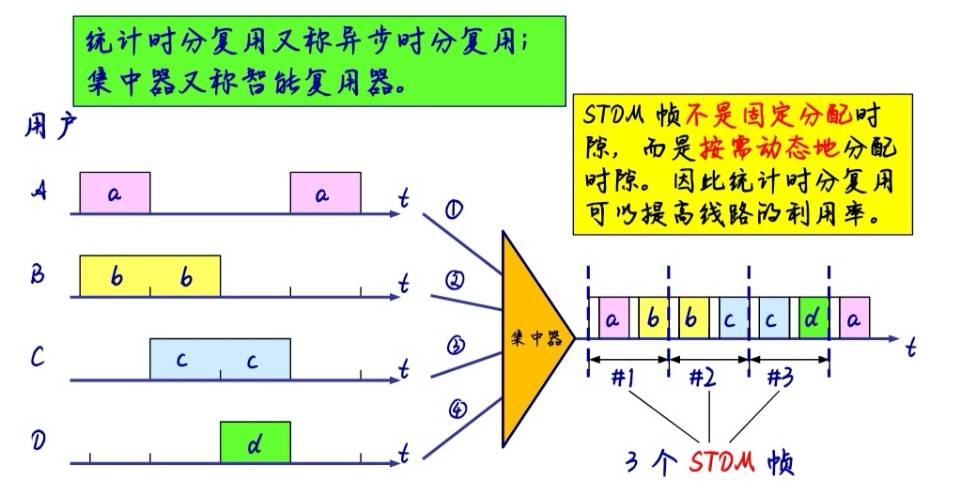 统计时分复用又称异步时分复用；
集中器又称智能复用器。
用户
STDM 帧不是固定分配时
隙，而是按需动态地分配
时隙。因此统计时分复用
可以提高线路的利用率。
A a a t ①
B b b t ②
C c c t ③
D d t ④
集中器
a b b c c d a t
#1 #2 #3
3 个 STDM 帧